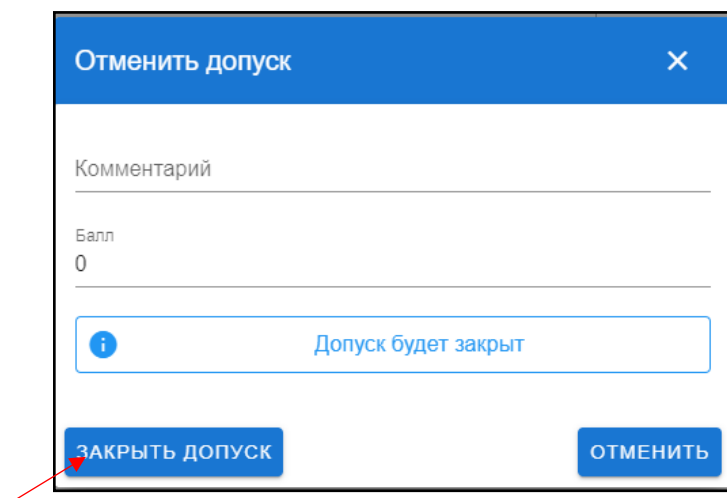 Отменить допуск
Комментарий
Балл
0
Допуск будет закрыт
ЗАКРЫТЬ ДОПУСК
ОТМЕНИТЬ